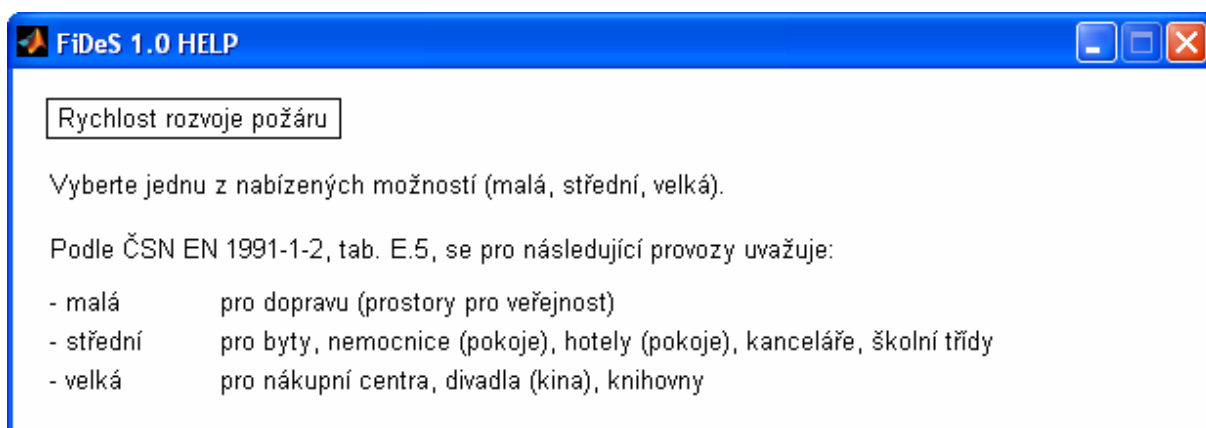 FiDeS 1.0 HELP
Rychlost rozvoje požáru
Vyberte jednu z nabízených možností (malá, střední, velká).
Podle ČSN EN 1991-1-2, tab. E.5, se pro následující provozy uvažuje:
- malá pro dopravu (prostory pro veřejnost)
- střední pro byty, nemocnice (pokoje), hotely (pokoje), kanceláře, školní třídy
- velká pro nákupní centra, divadla (kina), knihovny